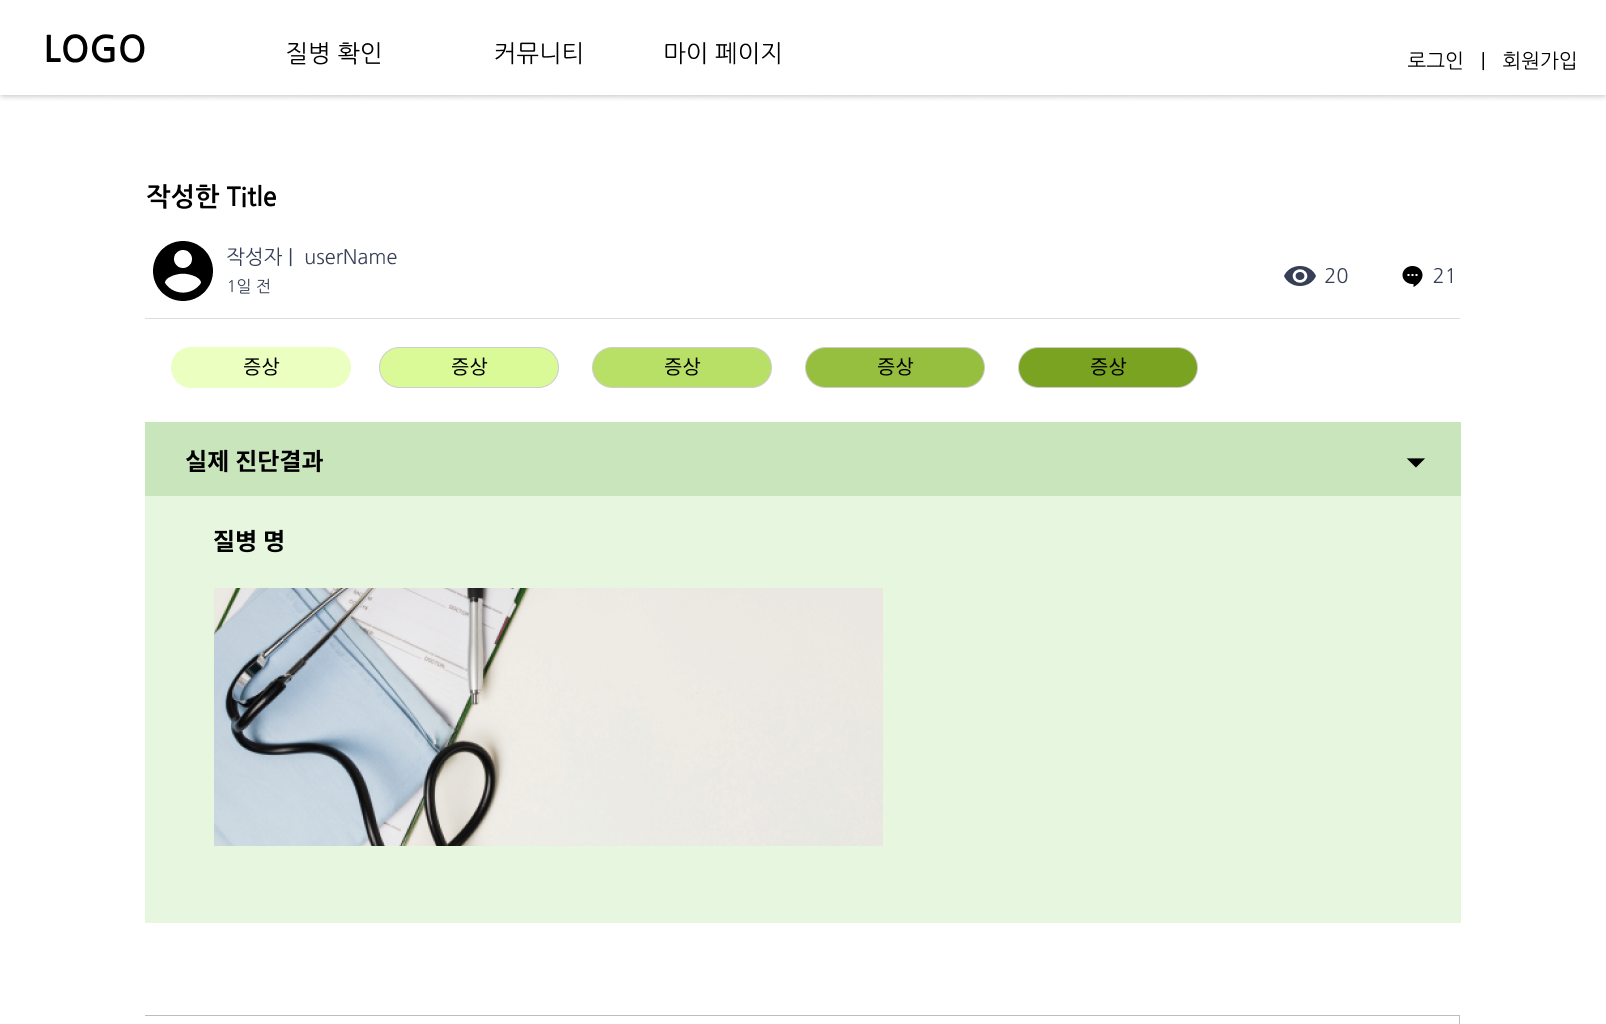 LOGO
질병 확인
커뮤니티
마이 페이지
로그인 | 회원가입
작성한 Title
작성자 | userName
1일 전
20
21
증상
증상
증상
증상
증상
실제 진단결과
질병 명
DOCTOR
DOCTOR